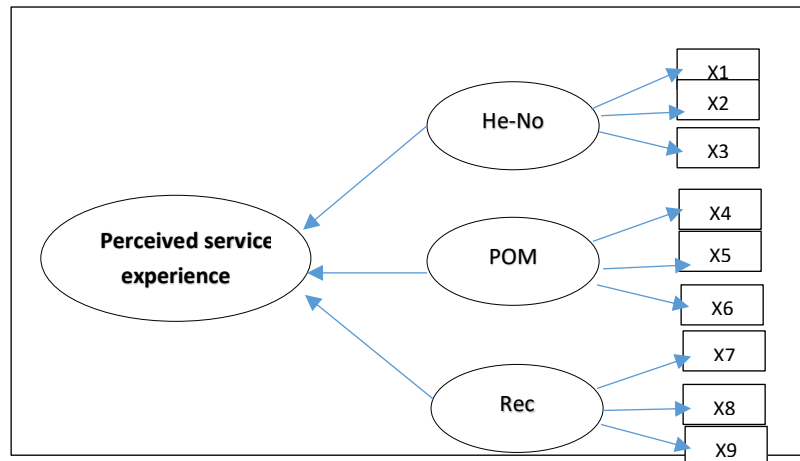 X1
X2
He-No
X3
X4
Perceived service
experience
POM
X5
X6
X7
Rec
X8
X9